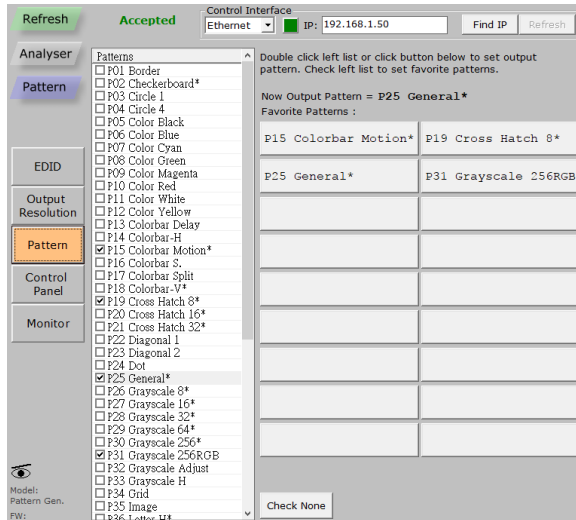 Refresh
Accepted
Control Interface
Ethernet
IP:
192.168.1.50
Find IP
Refresh
Analyser
Pattern
EDID
Output
Resolution
Pattern
Control
Panel
Monitor
Model:
Pattern Gen.
FW:
Patterns
P01 Border
P02 Checkerboard*
P03 Circle 1
P04 Circle 4
P05 Color Black
P06 Color Blue
P07 Color Cyan
P08 Color Green
P09 Color Magenta
P10 Color Red
P11 Color White
P12 Color Yellow
P13 Colorbar Delay
P14 Colorbar-H
P15 Colorbar Motion*
P16 Colorbar S.
P17 Colorbar Split
P18 Colorbar-V*
P19 Cross Hatch 8*
P20 Cross Hatch 16*
P21 Cross Hatch 32*
P22 Diagonal 1
P23 Diagonal 2
P24 Dot
P25 General*
P26 Grayscale 8*
P27 Grayscale 16*
P28 Grayscale 32*
P29 Grayscale 64*
P30 Grayscale 256*
P31 Grayscale 256RGB
P32 Grayscale Adjust
P33 Grayscale H
P34 Grid
P35 Image
P36 Letter H*
Double click left list or click button below to set output
pattern. Check left list to set favorite patterns.
Now Output Pattern = P25 General*
Favorite Patterns :
P15 Colorbar Motion*
P19 Cross Hatch 8*
P25 General*
P31 Grayscale 256RGB
Check None